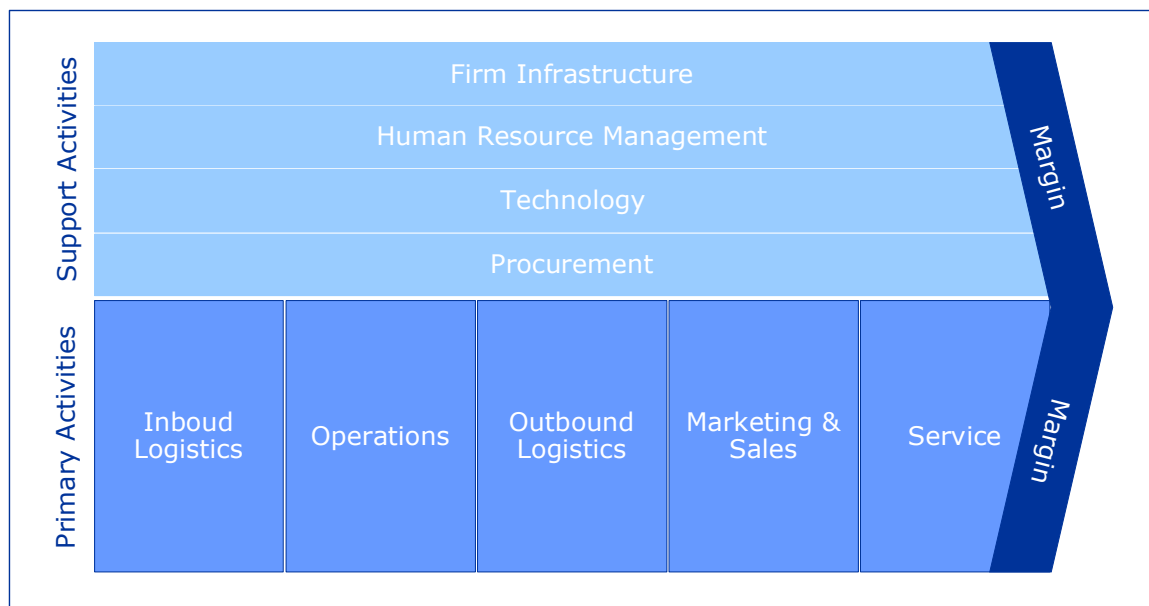 Support Activities
Firm Infrastructure
Human Resource Management
Technology
Procurement
Margin
Primary Activities
Inboud
Logistics
Operations
Outbound
Logistics
Marketing &
Sales
Service
Margin